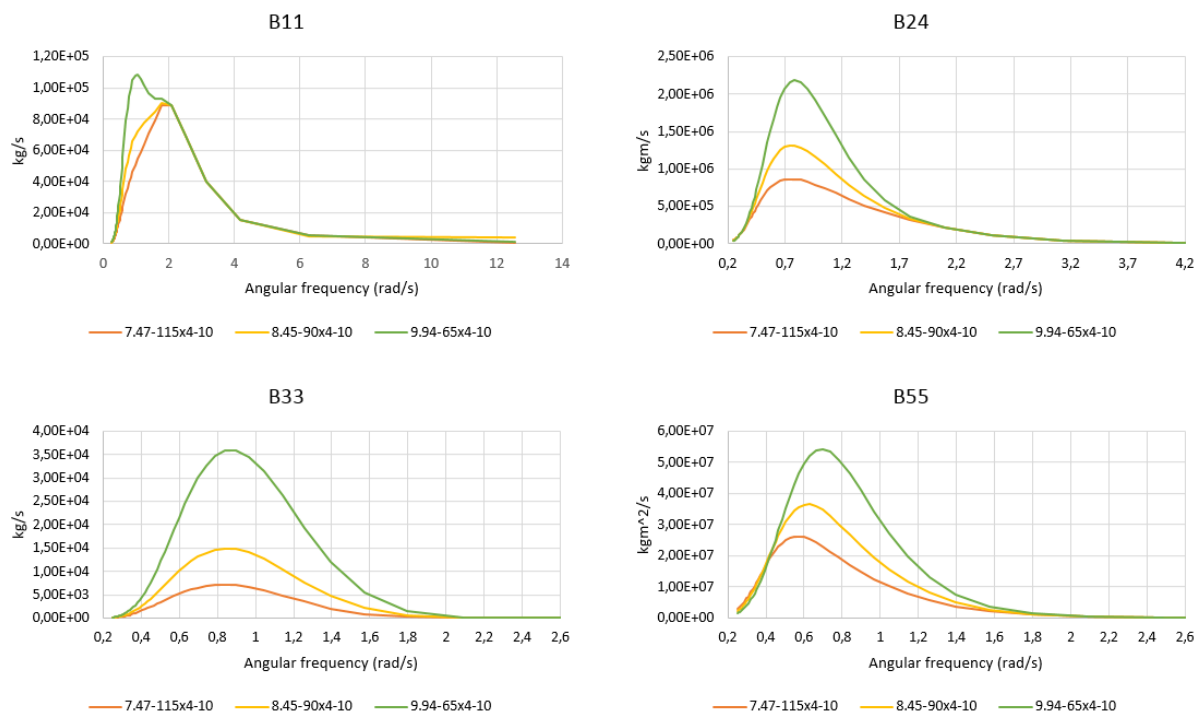 B11
1,20E+05
1,00E+05
8,00E+04
6,00E+04
4,00E+04
2,00E+04
0,00E+00
kg/s
0 2 4 6 8 10 12 14
Angular frequency (rad/s)
7.47-115x4-10 8.45-90x4-10 9.94-65x4-10
B24
2,50E+06
2,00E+06
1,50E+06
1,00E+06
5,00E+05
0,00E+00
kgm/s
0,2 0,7 1,2 1,7 2,2 2,7 3,2 3,7 4,2
Angular frequency (rad/s)
7.47-115x4-10 8.45-90x4-10 9.94-65x4-10
B33
4,00E+04
3,50E+04
3,00E+04
2,50E+04
2,00E+04
1,50E+04
1,00E+04
5,00E+03
0,00E+00
kg/s
0,2 0,4 0,6 0,8 1 1,2 1,4 1,6 1,8 2 2,2 2,4 2,6
Angular frequency (rad/s)
7.47-115x4-10 8.45-90x4-10 9.94-65x4-10
B55
6,00E+07
5,00E+07
4,00E+07
3,00E+07
2,00E+07
1,00E+07
0,00E+00
kgm^2/s
0,2 0,4 0,6 0,8 1 1,2 1,4 1,6 1,8 2 2,2 2,4 2,6
Angular frequency (rad/s)
7.47-115x4-10 8.45-90x4-10 9.94-65x4-10